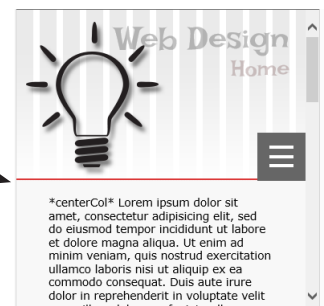 Web Design
Home
*centerCol* Lorem ipsum dolor sit
amet, consectetur adipisicing elit, sed
do eiusmod tempor incididunt ut labore
et dolore magna aliqua. Ut enim ad
minim veniam, quis nostrud exercitation
ullamco laboris nisi ut aliquip ex ea
commodo consequat. Duis aute irure
dolor in reprehenderit in voluptate velit